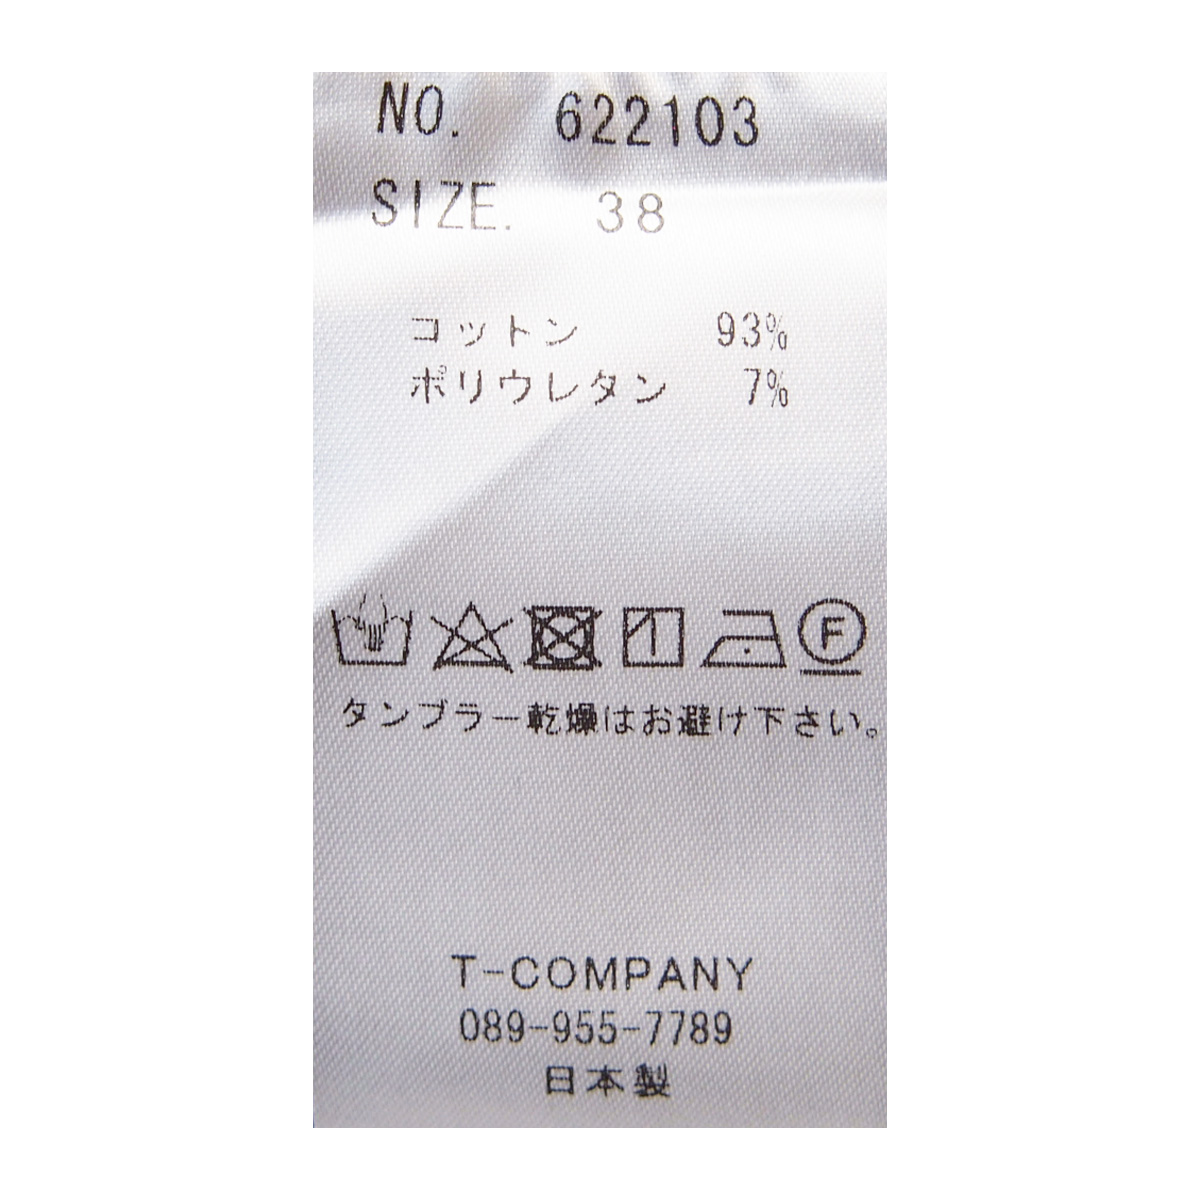 NO. 622103
SIZE. 38
コットン 93%
ポリウレタン 7%
F
タンブラー乾燥はお避け下さい。
T-COMPANY
089-955-7789
日本製